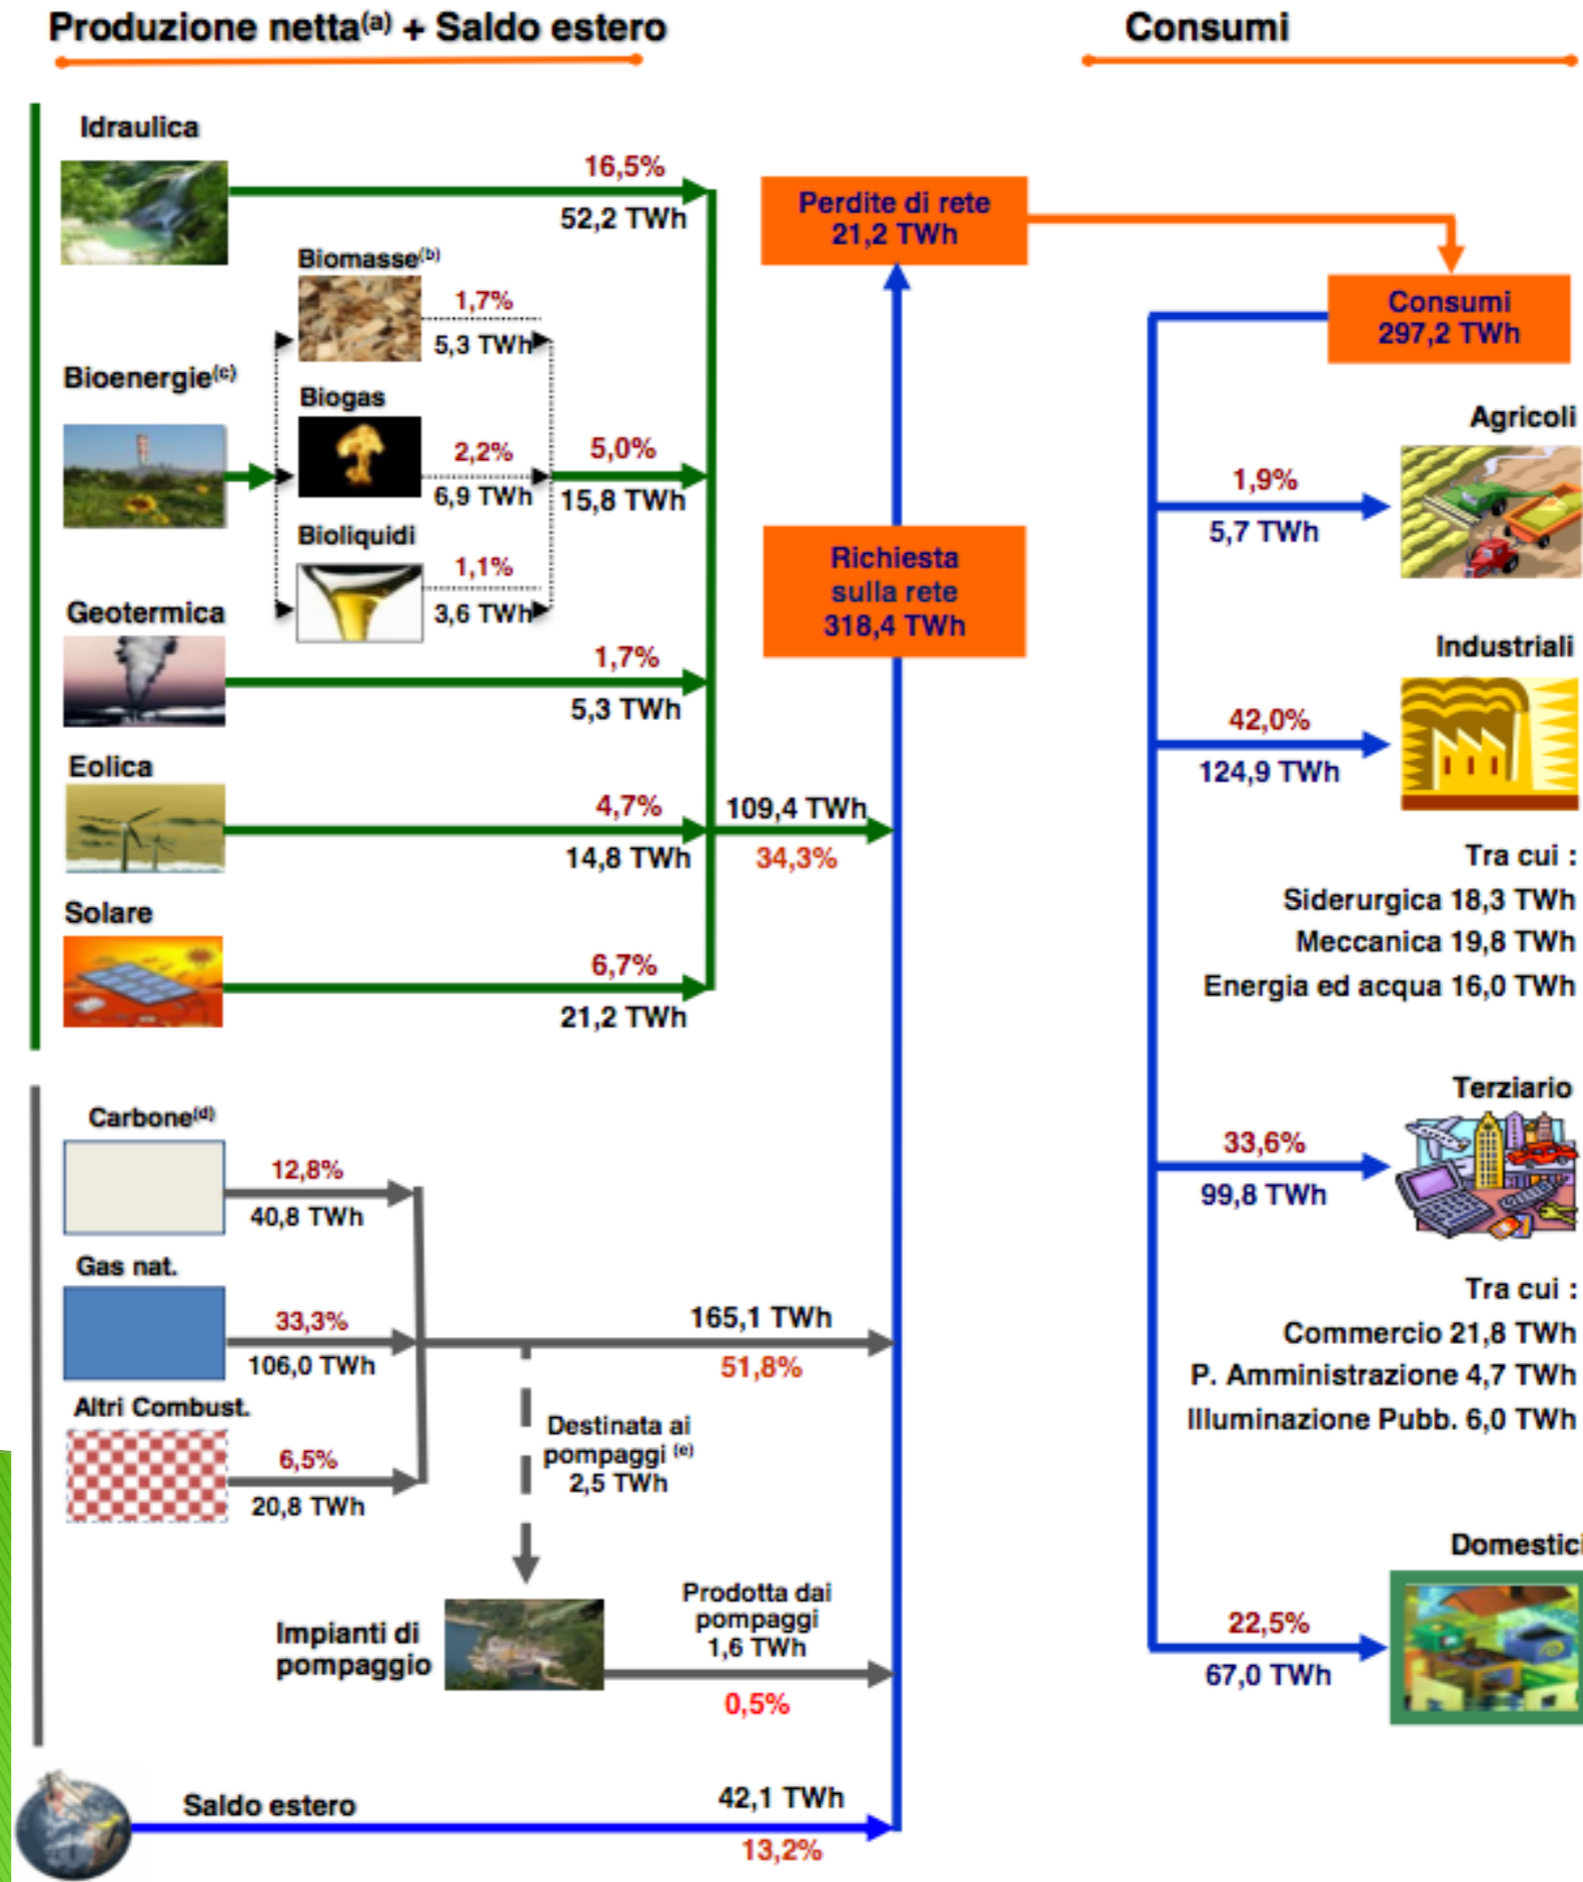 Produzione netta(a) + Saldo estero
Consumi
Idraulica
16,5%
52,2 TWh
Biomasse(b)
1,7%
5,3 TWh
Bioenergie(c)
Biogas
2,2%
6,9 TWh
5,0%
15,8 TWh
Bioliquidi
1,1%
3,6 TWh
Geotermica
1,7%
5,3 TWh
Eolica
4,7%
14,8 TWh
109,4 TWh
34,3%
Solare
6,7%
21,2 TWh
Carbone(d)
12,8%
40,8 TWh
Gas nat.
33,3%
106,0 TWh
165,1 TWh
51,8%
Altri Combust.
6,5%
20,8 TWh
Destinata ai
pompaggi (e)
2,5 TWh
Impianti di
pompaggio
Prodotta dai
pompaggi
1,6 TWh
0,5%
Saldo estero
42,1 TWh
13,2%
Perdite di rete
21,2 TWh
Richiesta
sulla rete
318,4 TWh
Consumi
297,2 TWh
Agricoli
1,9%
5,7 TWh
Industriali
42,0%
124,9 TWh
Tra cui :
Siderurgica 18,3 TWh
Meccanica 19,8 TWh
Energia ed acqua 16,0 TWh
Terziario
33,6%
99,8 TWh
Tra cui :
Commercio 21,8 TWh
P. Amministrazione 4,7 TWh
Illuminazione Pubb. 6,0 TWh
Domestici
22,5%
67,0 TWh